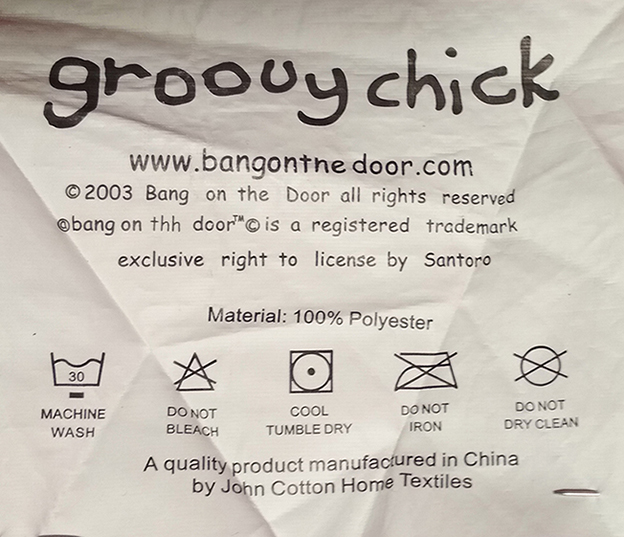 groovy chick
www.bangontne door.com
©2003 Bang on the Door all rights reserved
©bang on thh door™© is a registered trademark
exclusive right to license by Santoro
Material: 100% Polyester
30
MACHINE WASH
DO NOT BLEACH
COOL TUMBLE DRY
DO NOT IRON
DO NOT DRY CLEAN
A quality product manufactured in China
by John Cotton Home Textiles